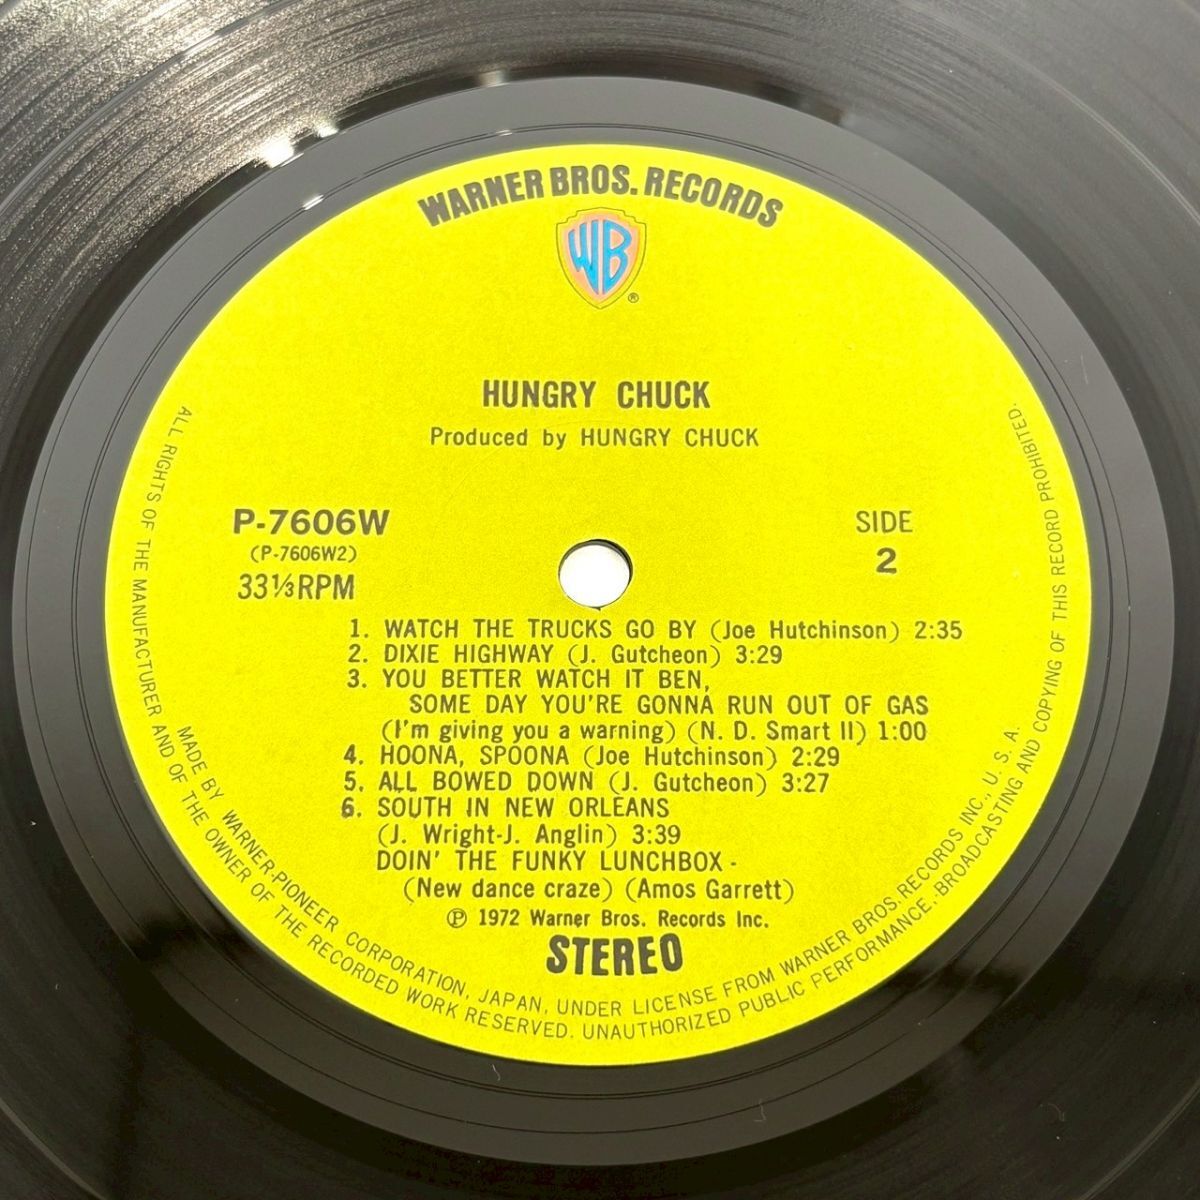 WARNER BROS. RECORDS
WB
®
HUNGRY CHUCK
Produced by HUNGRY CHUCK
P-7606W
(P-7606W2)
33⅓RPM
SIDE
2
1. WATCH THE TRUCKS GO BY (Joe Hutchinson) 2:35
2. DIXIE HIGHWAY (J. Gutcheon) 3:29
3. YOU BETTER WATCH IT BEN,
SOME DAY YOU'RE GONNA RUN OUT OF GAS
(I'm giving you a warning) (N. D. Smart II) 1:00
4. HOONA, SPOONA (Joe Hutchinson) 2:29
5. ALL BOWED DOWN (J. Gutcheon) 3:27
6. SOUTH IN NEW ORLEANS
(J. Wright-J. Anglin) 3:39
DOIN' THE FUNKY LUNCHBOX -
(New dance craze) (Amos Garrett)
℗ 1972 Warner Bros. Records Inc.
STEREO
MADE BY WARNER-PIONEER CORPORATION, JAPAN, UNDER LICENSE FROM WARNER BROS. RECORDS INC., U. S. A.
ALL RIGHTS OF THE MANUFACTURER AND OF THE OWNER OF THE RECORDED WORK RESERVED. UNAUTHORIZED PUBLIC PERFORMANCE, BROADCASTING AND COPYING OF THIS RECORD PROHIBITED.